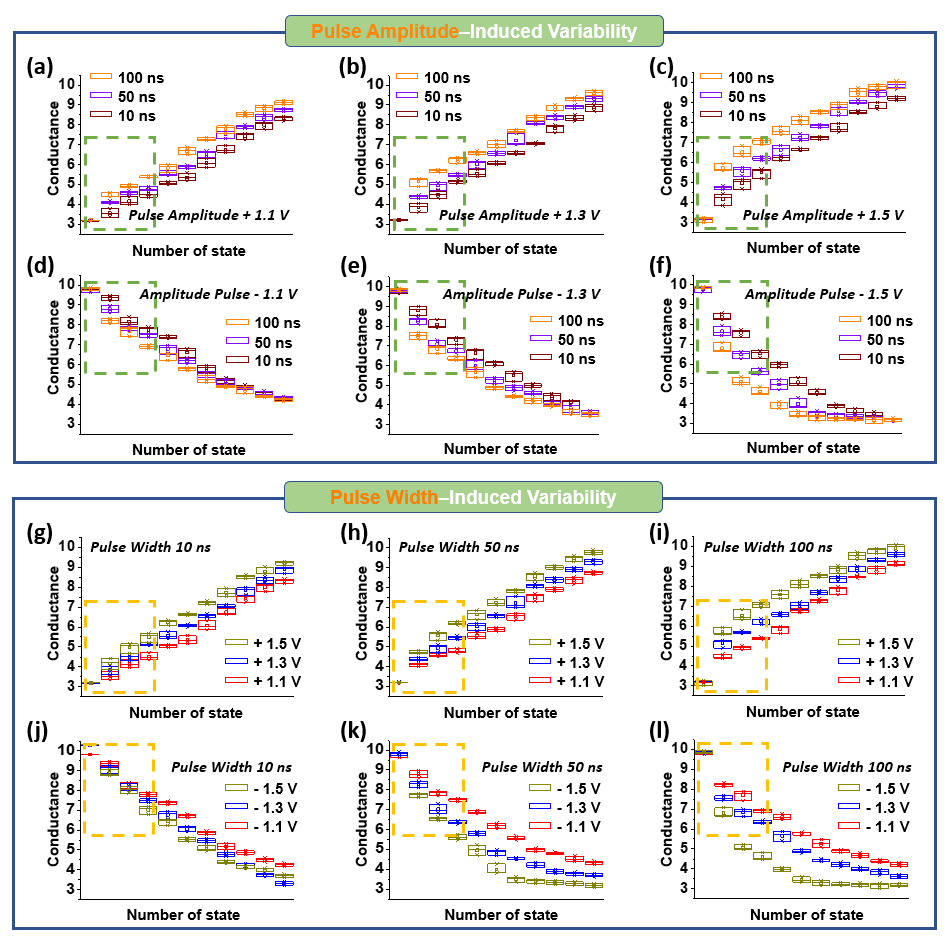 Pulse Amplitude–Induced Variability
(a)
100 ns
50 ns
10 ns
10
9
8
7
6
5
4
3
Conductance
Pulse Amplitude + 1.1 V
Number of state
(b)
100 ns
50 ns
10 ns
10
9
8
7
6
5
4
3
Conductance
Pulse Amplitude + 1.3 V
Number of state
(c)
100 ns
50 ns
10 ns
10
9
8
7
6
5
4
3
Conductance
Pulse Amplitude + 1.5 V
Number of state
(d)
Amplitude Pulse - 1.1 V
100 ns
50 ns
10 ns
10
9
8
7
6
5
4
3
Conductance
Number of state
(e)
Amplitude Pulse - 1.3 V
100 ns
50 ns
10 ns
10
9
8
7
6
5
4
3
Conductance
Number of state
(f)
Amplitude Pulse - 1.5 V
100 ns
50 ns
10 ns
10
9
8
7
6
5
4
3
Conductance
Number of state
Pulse Width–Induced Variability
(g)
Pulse Width 10 ns
10
9
8
7
6
5
4
3
Conductance
+ 1.5 V
+ 1.3 V
+ 1.1 V
Number of state
(h)
Pulse Width 50 ns
10
9
8
7
6
5
4
3
Conductance
+ 1.5 V
+ 1.3 V
+ 1.1 V
Number of state
(i)
Pulse Width 100 ns
10
9
8
7
6
5
4
3
Conductance
+ 1.5 V
+ 1.3 V
+ 1.1 V
Number of state
(j)
Pulse Width 10 ns
10
9
8
7
6
5
4
3
Conductance
- 1.5 V
- 1.3 V
- 1.1 V
Number of state
(k)
Pulse Width 50 ns
10
9
8
7
6
5
4
3
Conductance
- 1.5 V
- 1.3 V
- 1.1 V
Number of state
(l)
Pulse Width 100 ns
10
9
8
7
6
5
4
3
Conductance
- 1.5 V
- 1.3 V
- 1.1 V
Number of state